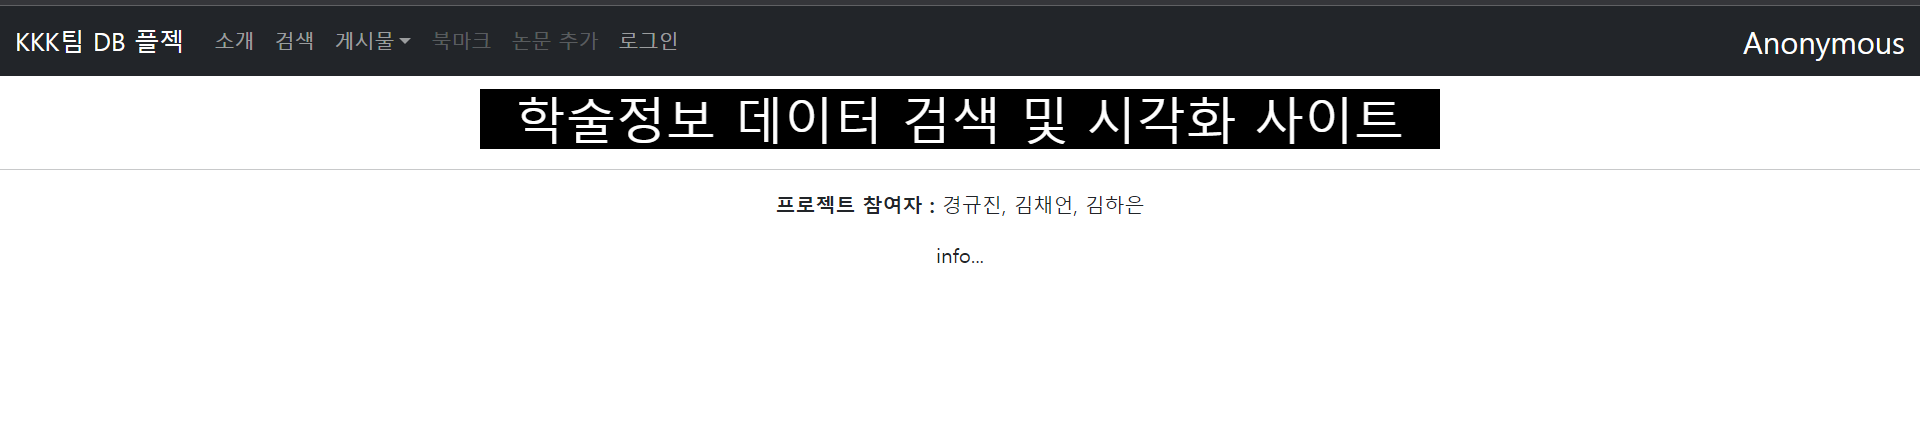 KKK팀 DB 플젝 소개 검색 게시물 북마크 논문 추가 로그인 Anonymous
학술정보 데이터 검색 및 시각화 사이트
프로젝트 참여자 : 경규진, 김채언, 김하은
info...